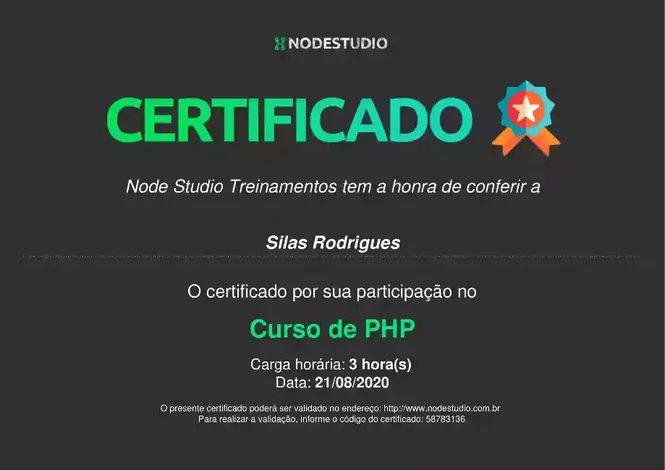 NODESTUDIO
CERTIFICADO
Node Studio Treinamentos tem a honra de conferir a
Silas Rodrigues
O certificado por sua participação no
Curso de PHP
Carga horária: 3 hora(s)
Data: 21/08/2020
O presente certificado poderá ser validado no endereço: http://www.nodestudio.com.br
Para realizar a validação, informe o código do certificado: 58783136